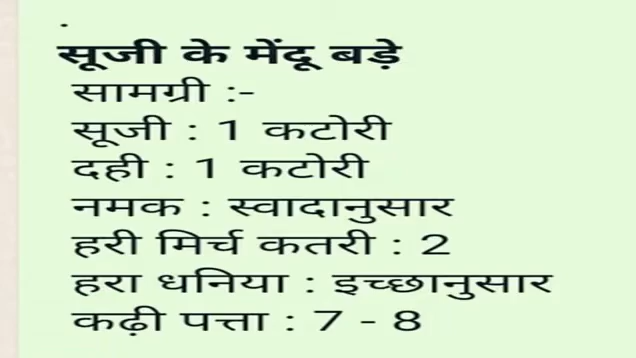 .
सूजी के मेंदू बड़े
सामग्री :-
सूजी : 1 कटोरी
दही : 1 कटोरी
नमक : स्वादानुसार
हरी मिर्च कतरी : 2
हरा धनिया : इच्छानुसार
कढ़ी पत्ता : 7 - 8